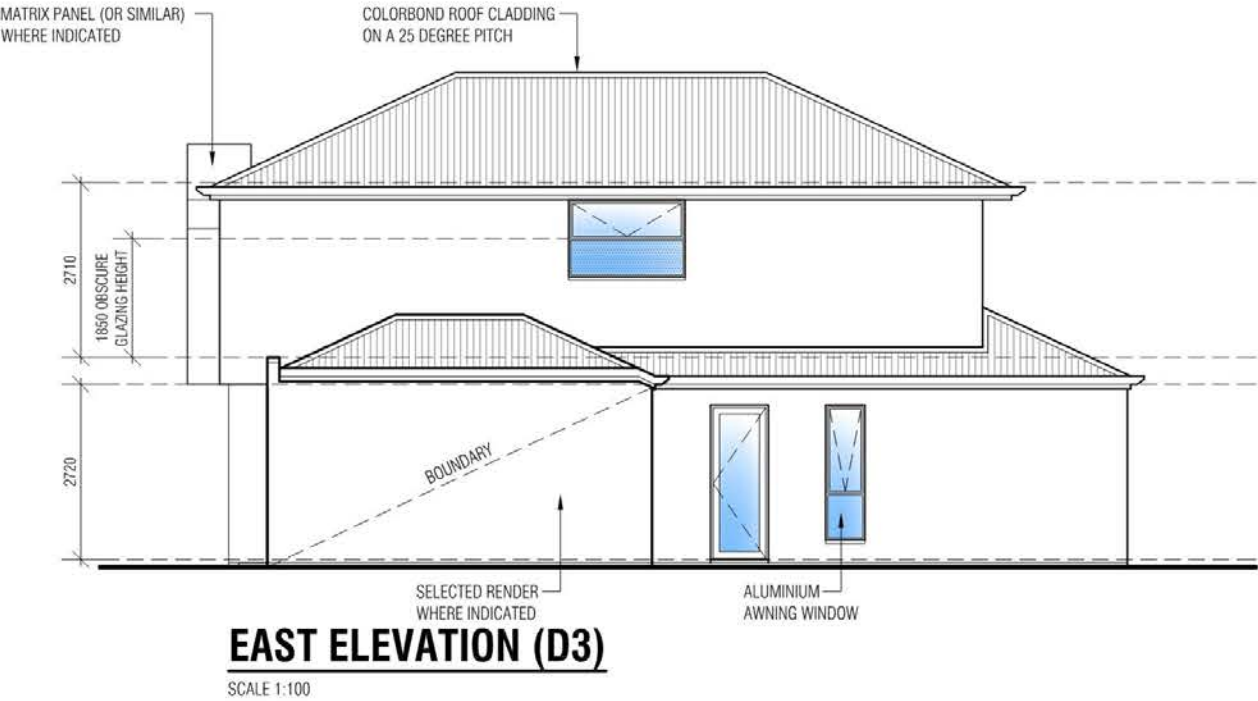 MATRIX PANEL (OR SIMILAR)
WHERE INDICATED
COLORBOND ROOF CLADDING
ON A 25 DEGREE PITCH
2710
1850 OBSCURE
GLAZING HEIGHT
2720
BOUNDARY
SELECTED RENDER
WHERE INDICATED
ALUMINIUM
AWNING WINDOW
EAST ELEVATION (D3)
SCALE 1:100